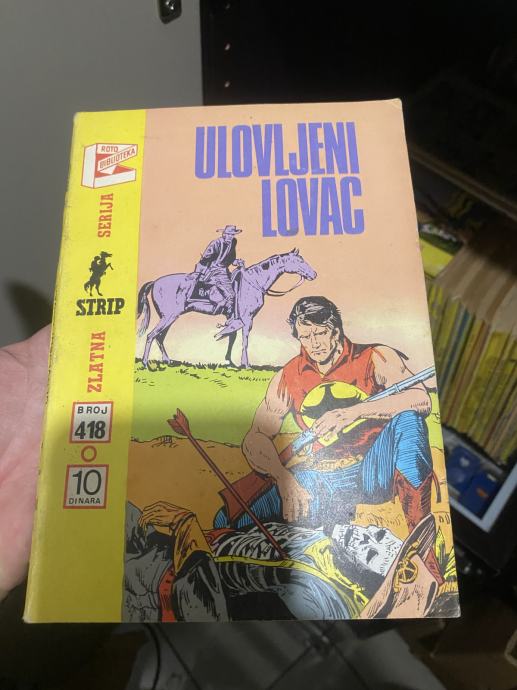 ULOVLJENI
LOVAC
ROTO
BIBLIOTEKA
ZLATNA
STRIP
SERIJA
BROJ
418
10
DINARA